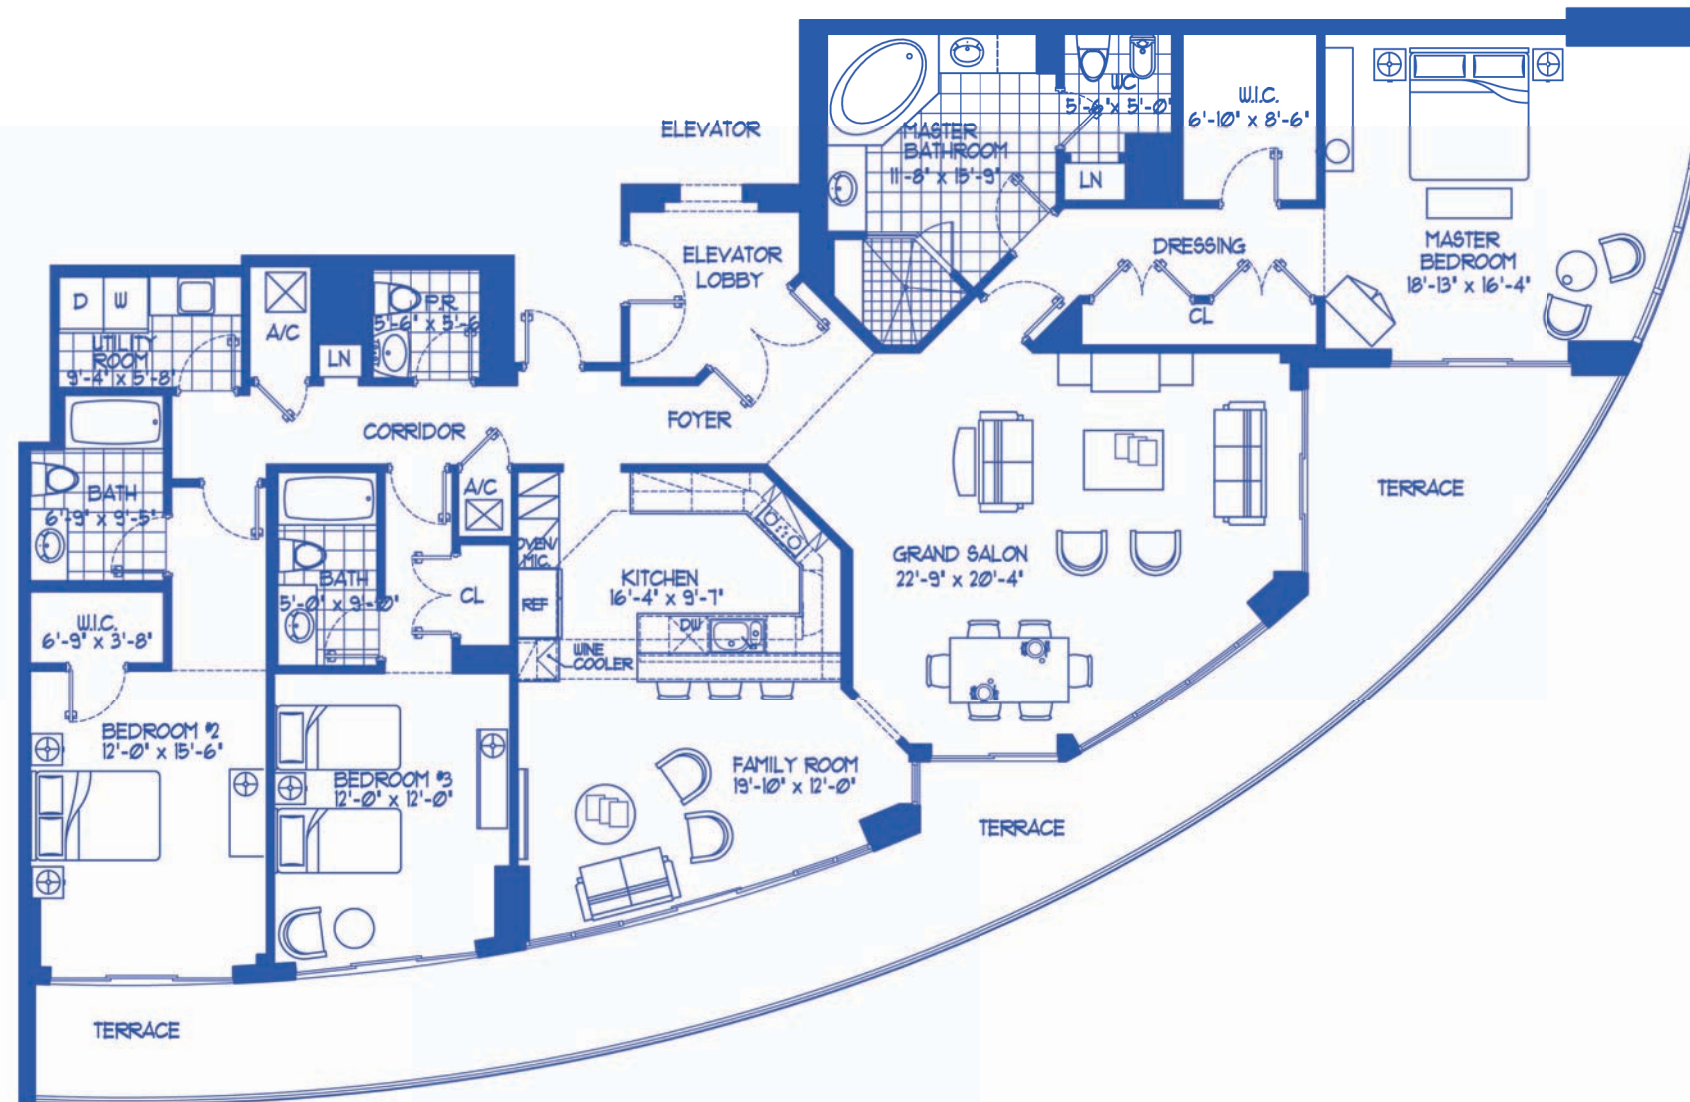 ELEVATOR
MASTER
BATHROOM
11'-8" x 15'-9"
WC
5'-6" x 5'-0"
LN
W.I.C.
6'-10" x 8'-6"
DRESSING
CL
MASTER
BEDROOM
18'-13" x 16'-4"
ELEVATOR
LOBBY
D
W
UTILITY
ROOM
9'-4" x 5'-8"
A/C
LN
P.R.
5'-6" x 5'-6
CORRIDOR
FOYER
BATH
6'-9" x 9'-5"
A/C
OVEN/
MIC.
REF
WINE
COOLER
BATH
5'-0" x 9'-10"
CL
KITCHEN
16'-4" x 9'-7"
DW
GRAND SALON
22'-9" x 20'-4"
TERRACE
W.I.C.
6'-9" x 3'-8"
BEDROOM #2
12'-0" x 15'-6"
BEDROOM #3
12'-0" x 12'-0"
FAMILY ROOM
19'-10" x 12'-0"
TERRACE
TERRACE